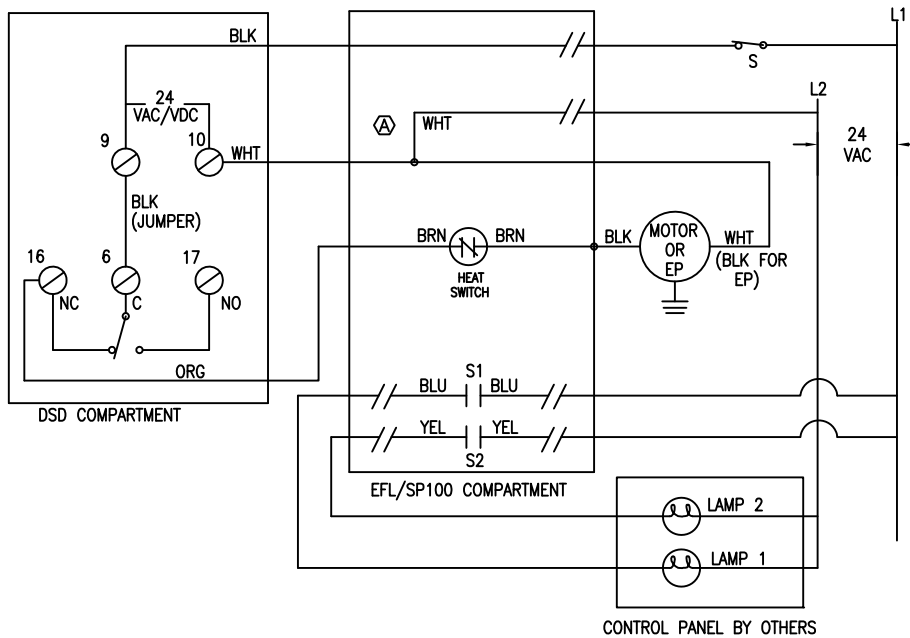 L1
BLK
S
L2
24
VAC/VDC
A
WHT
24
VAC
9
10
WHT
BLK
(JUMPER)
BRN
BRN
BLK
MOTOR
OR
EP
WHT
(BLK FOR
EP)
HEAT
SWITCH
16
6
17
NC
C
NO
ORG
S1
BLU
BLU
DSD COMPARTMENT
YEL
YEL
S2
EFL/SP100 COMPARTMENT
LAMP 2
LAMP 1
CONTROL PANEL BY OTHERS